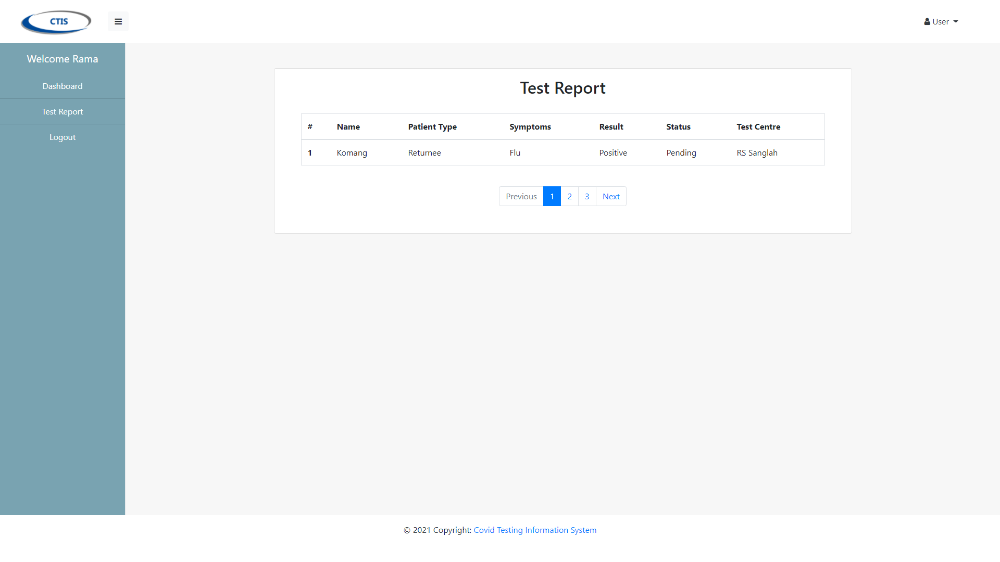 CTIS
User
Welcome Rama
Dashboard
Test Report
Logout
Test Report
# Name Patient Type Symptoms Result Status Test Centre
1 Komang Returnee Flu Positive Pending RS Sanglah
Previous 1 2 3 Next
© 2021 Copyright: Covid Testing Information System